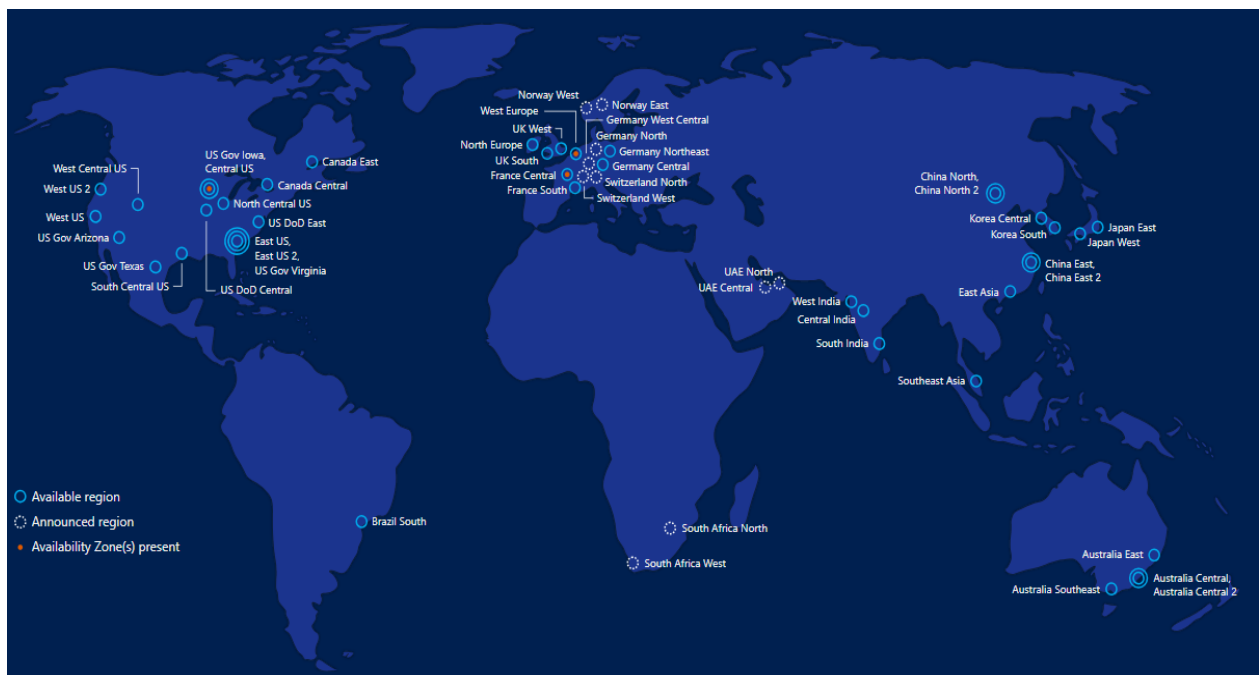 Norway West
Norway East
West Europe
Germany West Central
UK West
Germany North
North Europe
Germany Northeast
UK South
Germany Central
France Central
Switzerland North
France South
Switzerland West
West Central US
US Gov Iowa,
Central US
Canada East
West US 2
Canada Central
North Central US
West US
US DoD East
US Gov Arizona
East US,
East US 2,
US Gov Virginia
US Gov Texas
South Central US
US DoD Central
China North,
China North 2
Korea Central
Korea South
Japan East
Japan West
China East,
China East 2
East Asia
UAE North
UAE Central
West India
Central India
South India
Southeast Asia
Available region
Announced region
Availability Zone(s) present
Brazil South
South Africa North
South Africa West
Australia East
Australia Central,
Australia Central 2
Australia Southeast